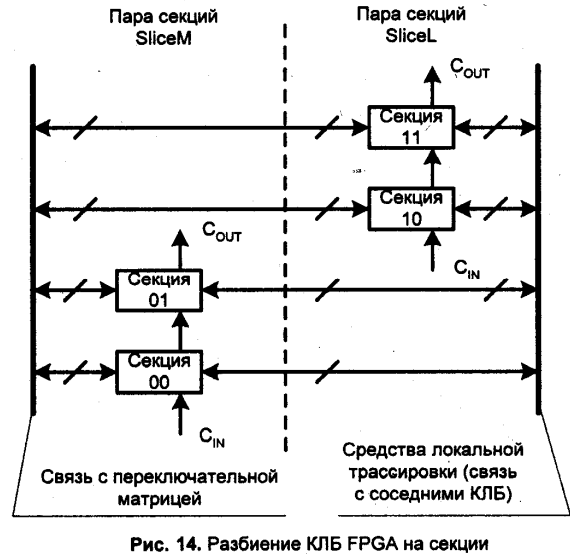 Пара секций
SliceM
Пара секций
SliceL
COUT
Секция
11
Секция
10
COUT
CIN
Секция
01
Секция
00
CIN
Связь с переключательной
матрицей
Средства локальной
трассировки (связь
с соседними КЛБ)
Рис. 14. Разбиение КЛБ FPGA на секции